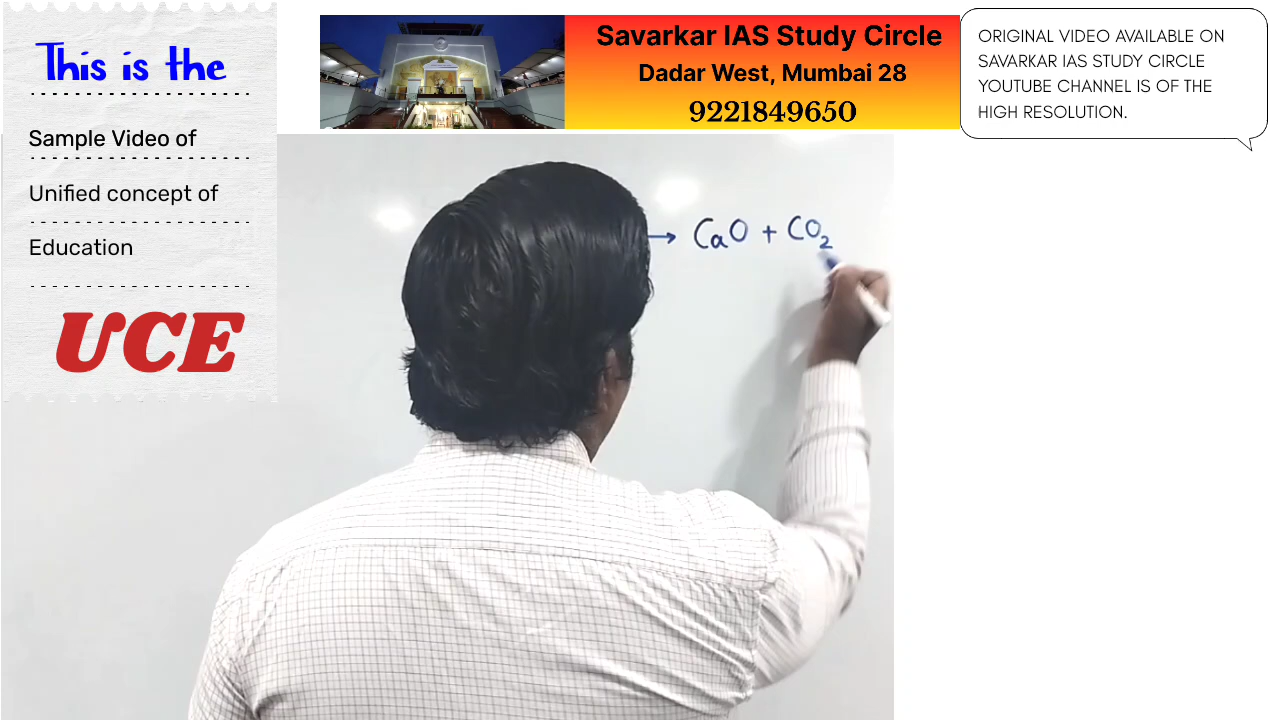 This is the
Sample Video of
Unified concept of
Education
UCE
Savarkar IAS Study Circle
Dadar West, Mumbai 28
9221849650
ORIGINAL VIDEO AVAILABLE ON
SAVARKAR IAS STUDY CIRCLE
YOUTUBE CHANNEL IS OF THE
HIGH RESOLUTION.
→ CaO + CO₂